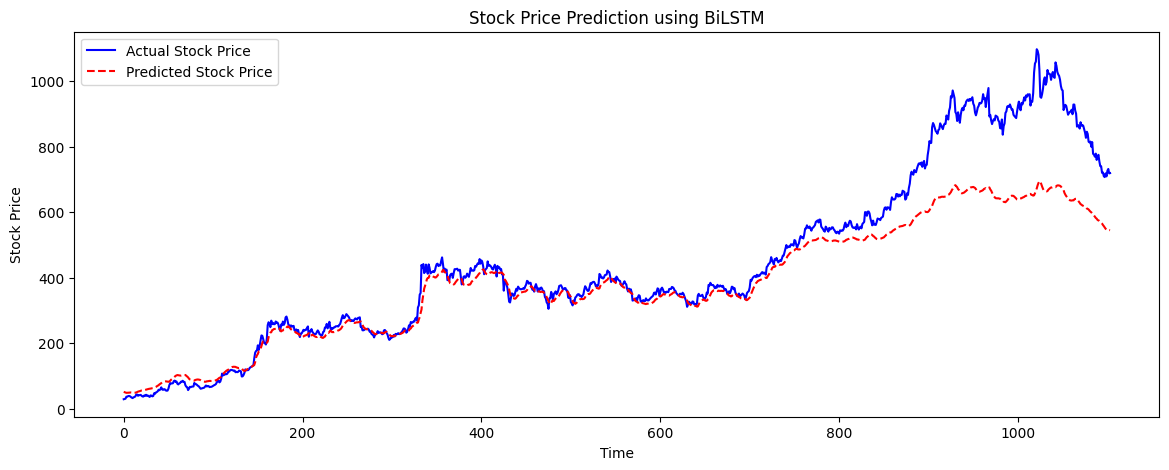 Stock Price Prediction using BiLSTM
Actual Stock Price
Predicted Stock Price
Stock Price
1000
800
600
400
200
0
0 200 400 600 800 1000
Time